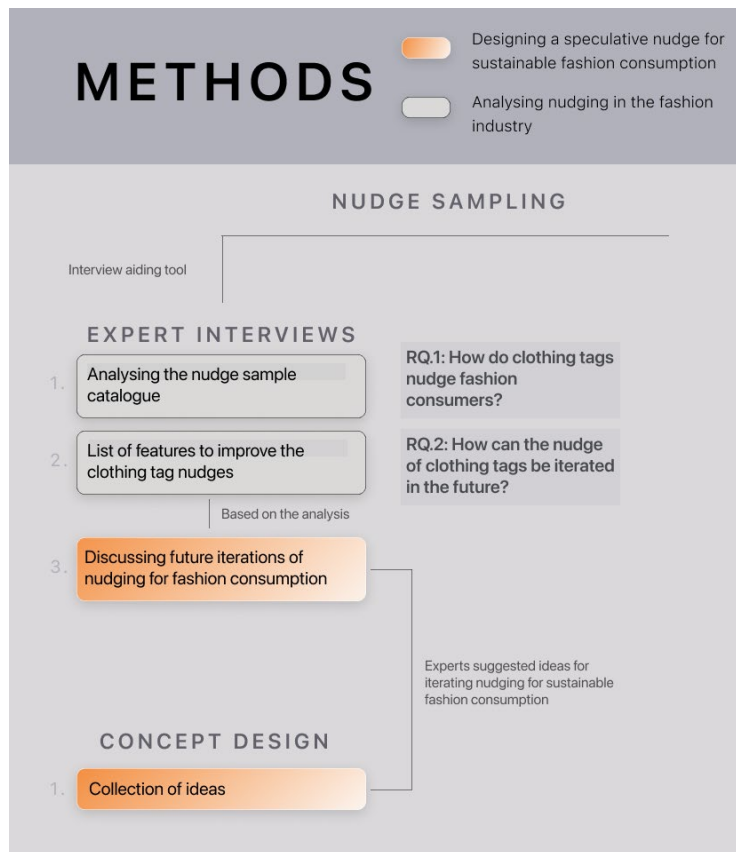 METHODS
Designing a speculative nudge for
sustainable fashion consumption
Analysing nudging in the fashion
industry
NUDGE SAMPLING
Interview aiding tool
EXPERT INTERVIEWS
1.
Analysing the nudge sample
catalogue
RQ.1: How do clothing tags
nudge fashion
consumers?
2.
List of features to improve the
clothing tag nudges
RQ.2: How can the nudge
of clothing tags be iterated
in the future?
Based on the analysis
3.
Discussing future iterations of
nudging for fashion consumption
Experts suggested ideas for
iterating nudging for sustainable
fashion consumption
CONCEPT DESIGN
1.
Collection of ideas